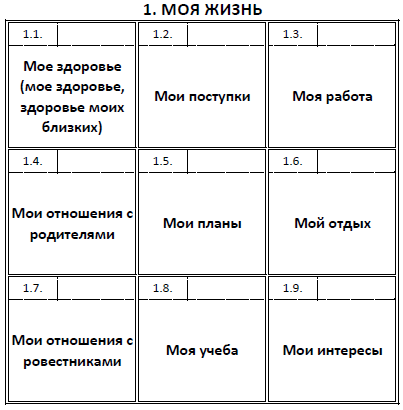 1. МОЯ ЖИЗНЬ
1.1.
1.2.
1.3.
Мое здоровье
(мое здоровье,
здоровье моих
близких)
Мои поступки
Моя работа
1.4.
1.5.
1.6.
Мои отношения с
родителями
Мои планы
Мой отдых
1.7.
1.8.
1.9.
Мои отношения с
ровестниками
Моя учеба
Мои интересы